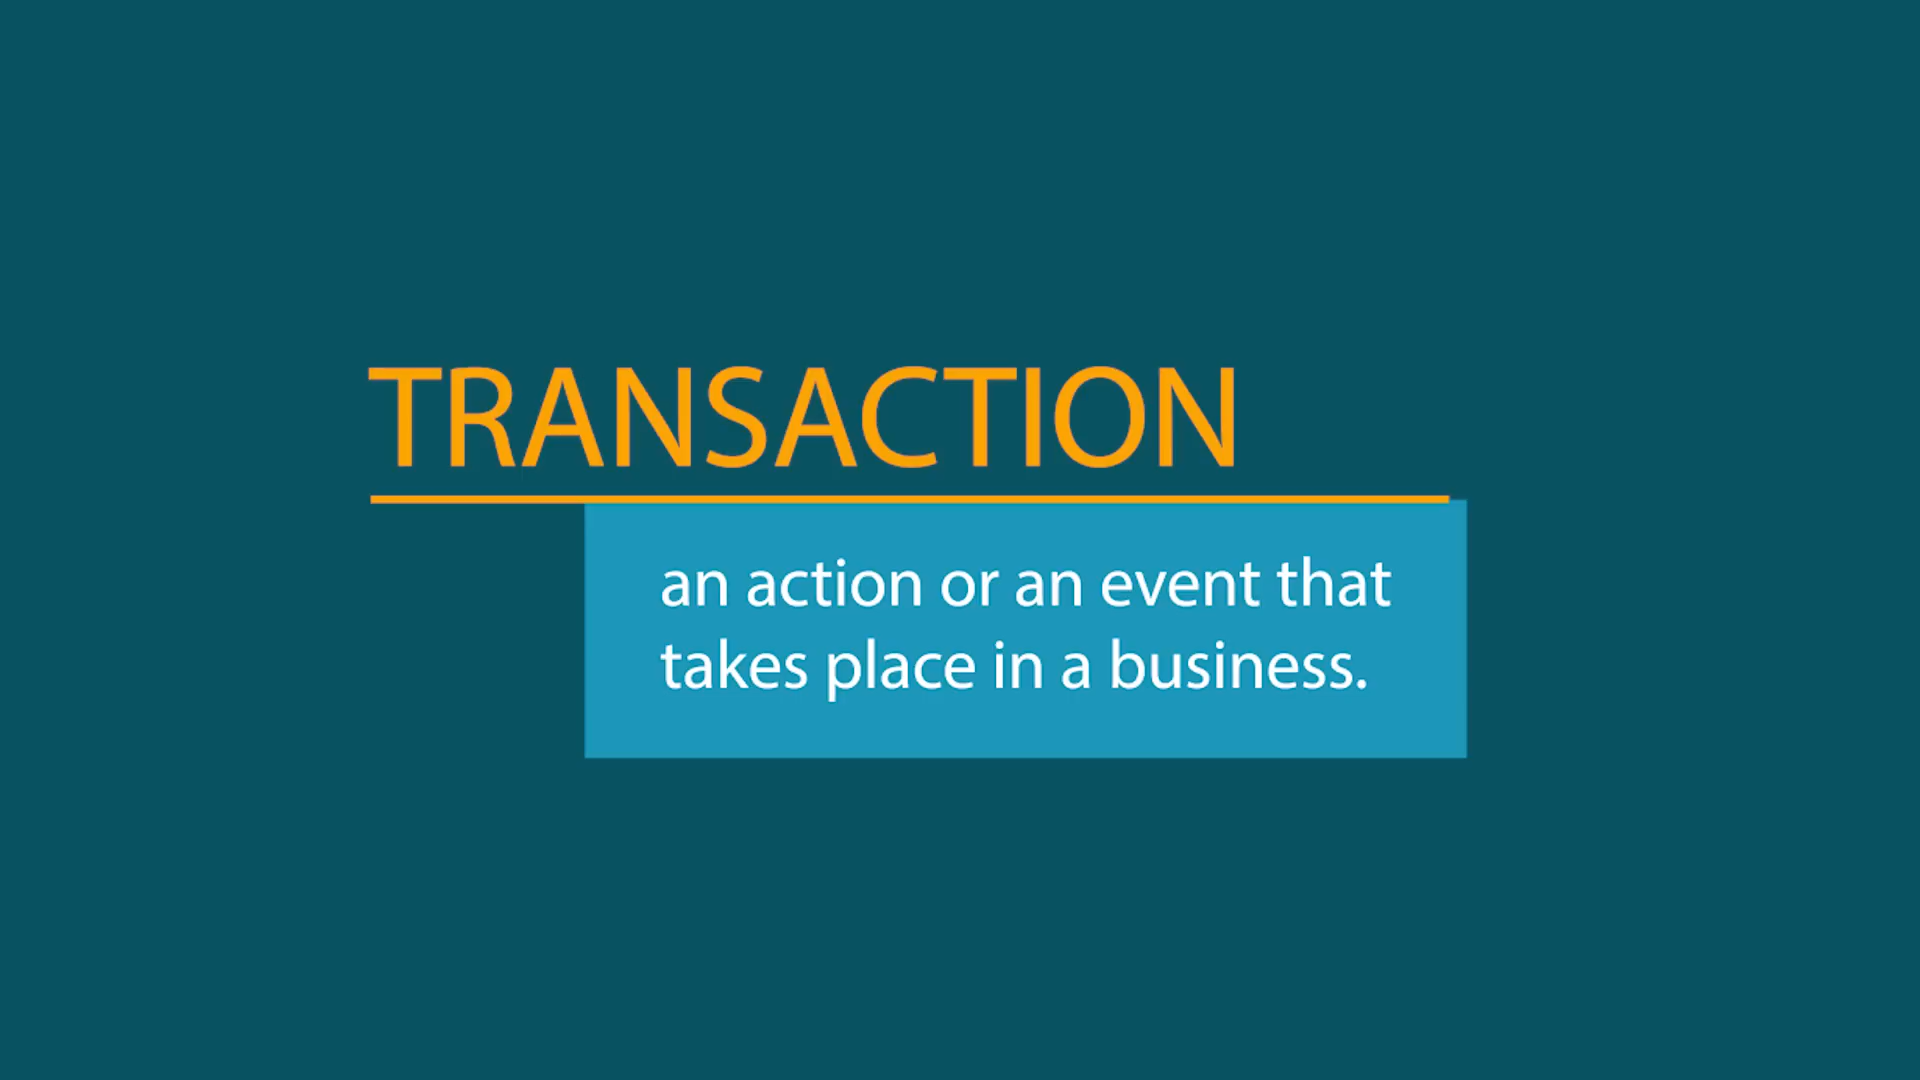 TRANSACTION
an action or an event that
takes place in a business.